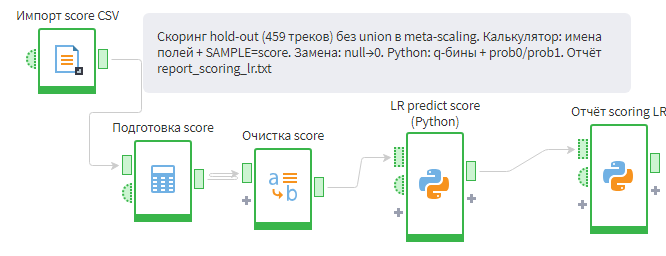 Импорт score CSV
Скоринг hold-out (459 треков) без union в meta-scaling. Калькулятор: имена
полей + SAMPLE=score. Замена: null→0. Python: q-бины + prob0/prob1. Отчёт
report_scoring_lr.txt
LR predict score
(Python)
Отчёт scoring LR
Подготовка score
Очистка score
a
b